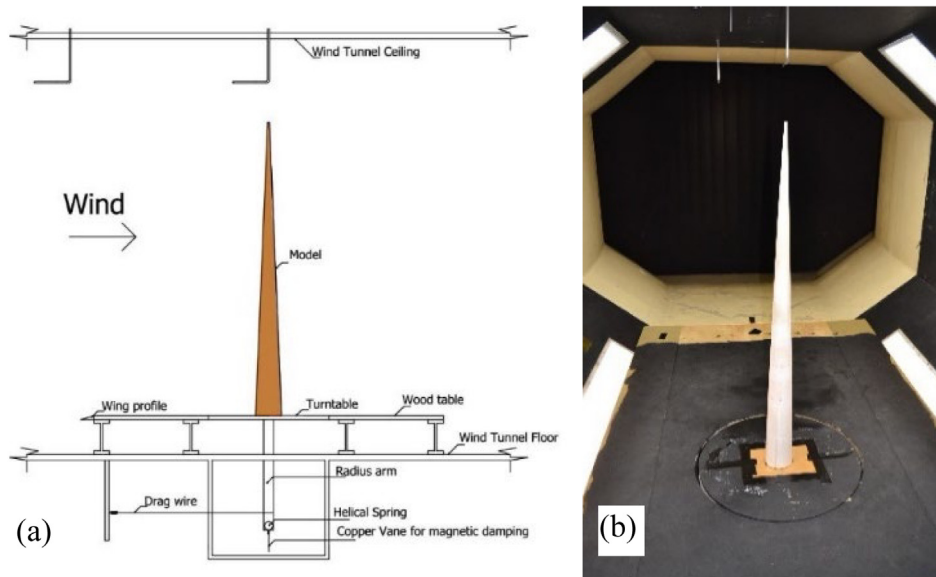 Wind Tunnel Ceiling
Wind
Model
Wing profile
Turntable
Wood table
Wind Tunnel Floor
Radius arm
Drag wire
Helical Spring
Copper Vane for magnetic damping
(a)
(b)